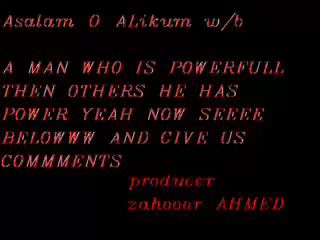 Asalam O Alikum w/b
A MAN WHO IS POWERFULL
THEN OTHERS HE HAS
POWER YEAH NOW SEEEE
BELOWWW AND GIVE US
COMMMENTS
producer
zahooor AHMED